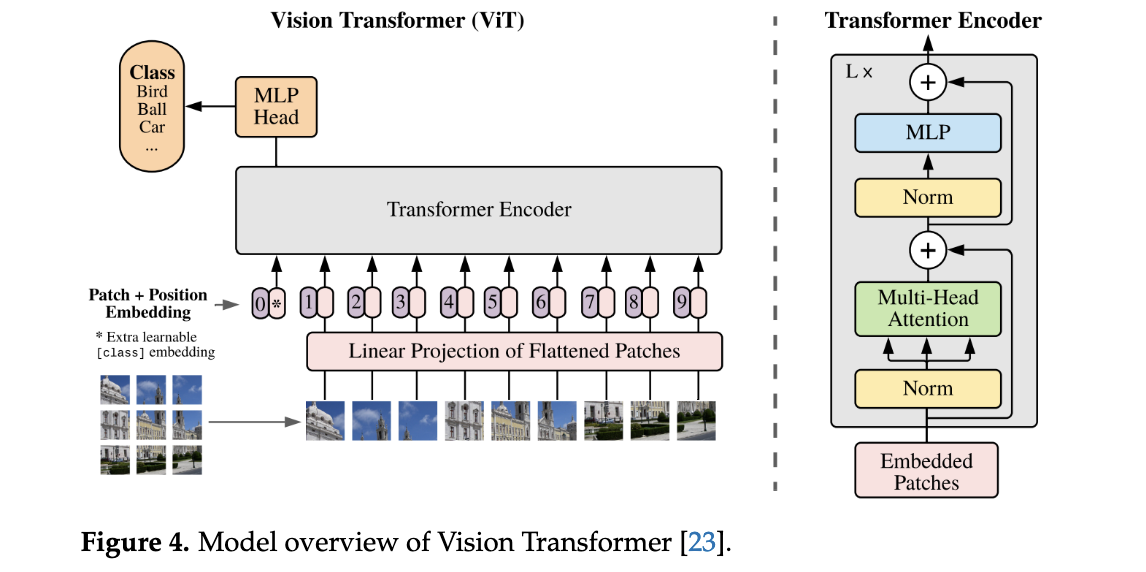 Vision Transformer (ViT)
Class
Bird
Ball
Car
...
MLP
Head
Transformer Encoder
Patch + Position
Embedding
* Extra learnable
[class] embedding
0 * 1 2 3 4 5 6 7 8 9
Linear Projection of Flattened Patches
Transformer Encoder
L x
+
MLP
Norm
+
Multi-Head
Attention
Norm
Embedded
Patches
Figure 4. Model overview of Vision Transformer [23].